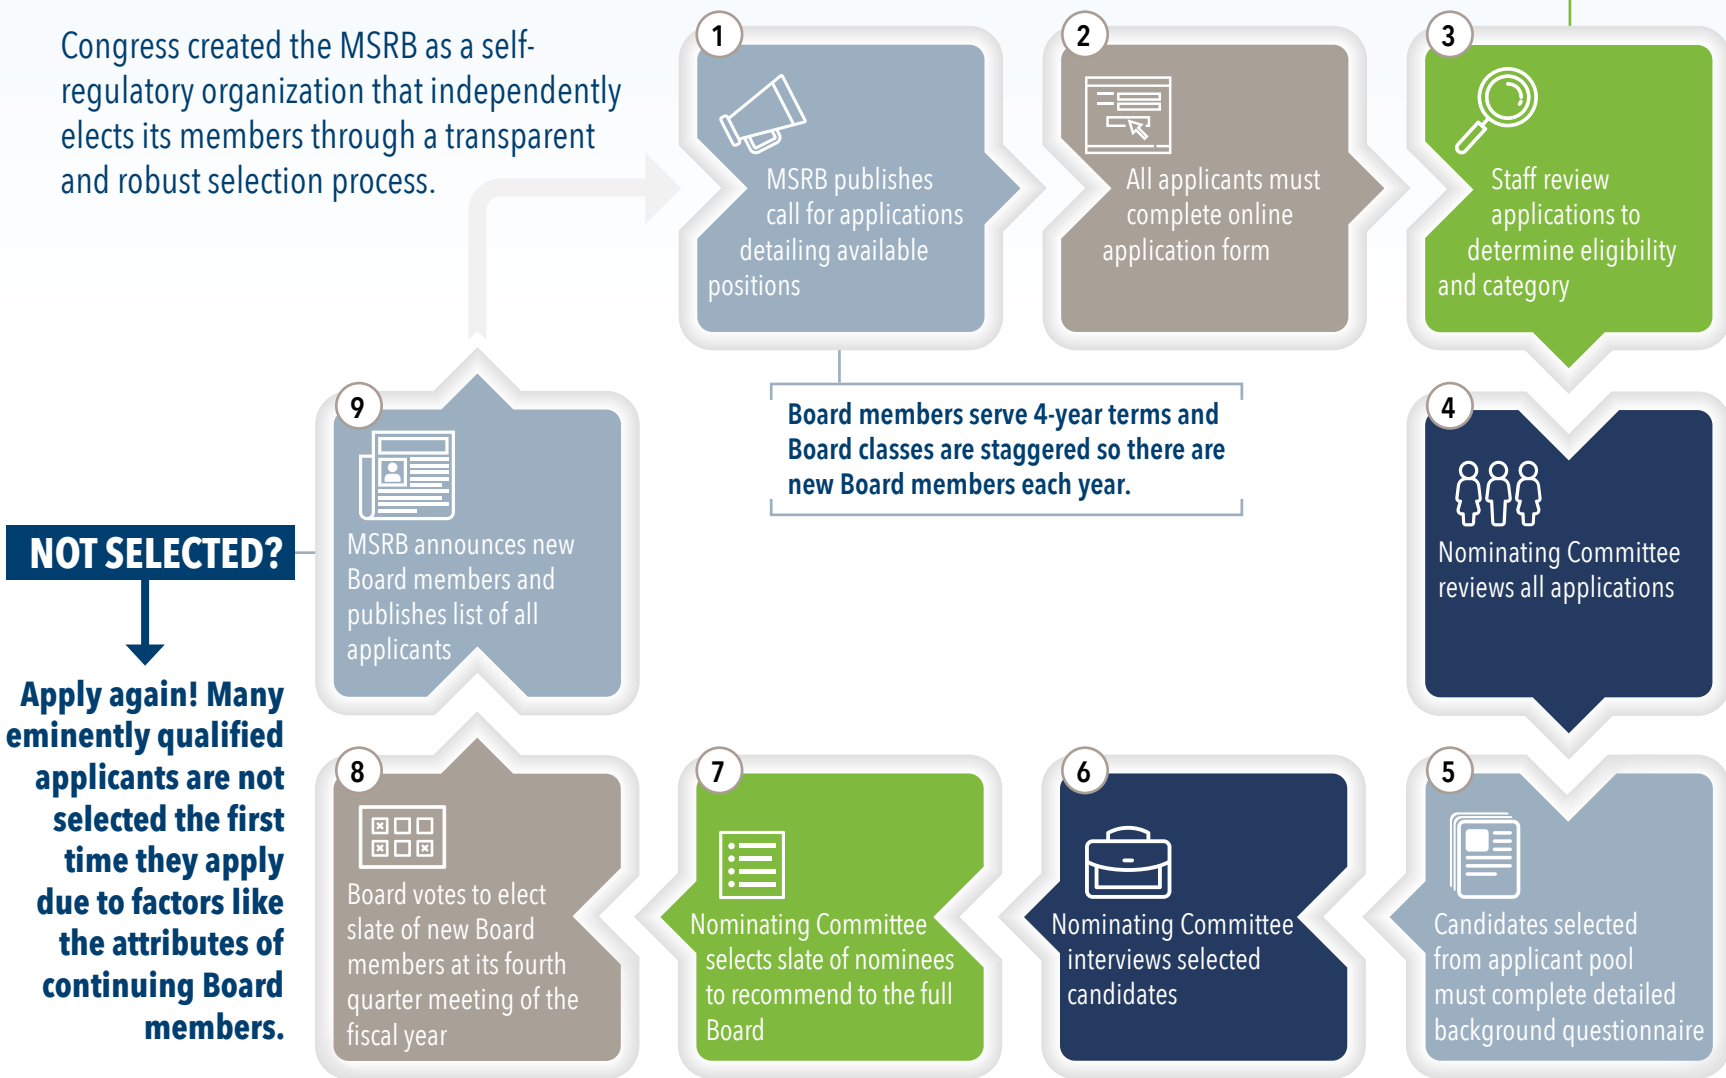 Congress created the MSRB as a self-
regulatory organization that independently
elects its members through a transparent
and robust selection process.
1
MSRB publishes
call for applications
detailing available
positions
2
All applicants must
complete online
application form
3
Staff review
applications to
determine eligibility
and category
Board members serve 4-year terms and
Board classes are staggered so there are
new Board members each year.
4
Nominating Committee
reviews all applications
5
Candidates selected
from applicant pool
must complete detailed
background questionnaire
6
Nominating Committee
interviews selected
candidates
7
Nominating Committee
selects slate of nominees
to recommend to the full
Board
8
Board votes to elect
slate of new Board
members at its fourth
quarter meeting of the
fiscal year
9
MSRB announces new
Board members and
publishes list of all
applicants
NOT SELECTED?
Apply again! Many
eminently qualified
applicants are not
selected the first
time they apply
due to factors like
the attributes of
continuing Board
members.